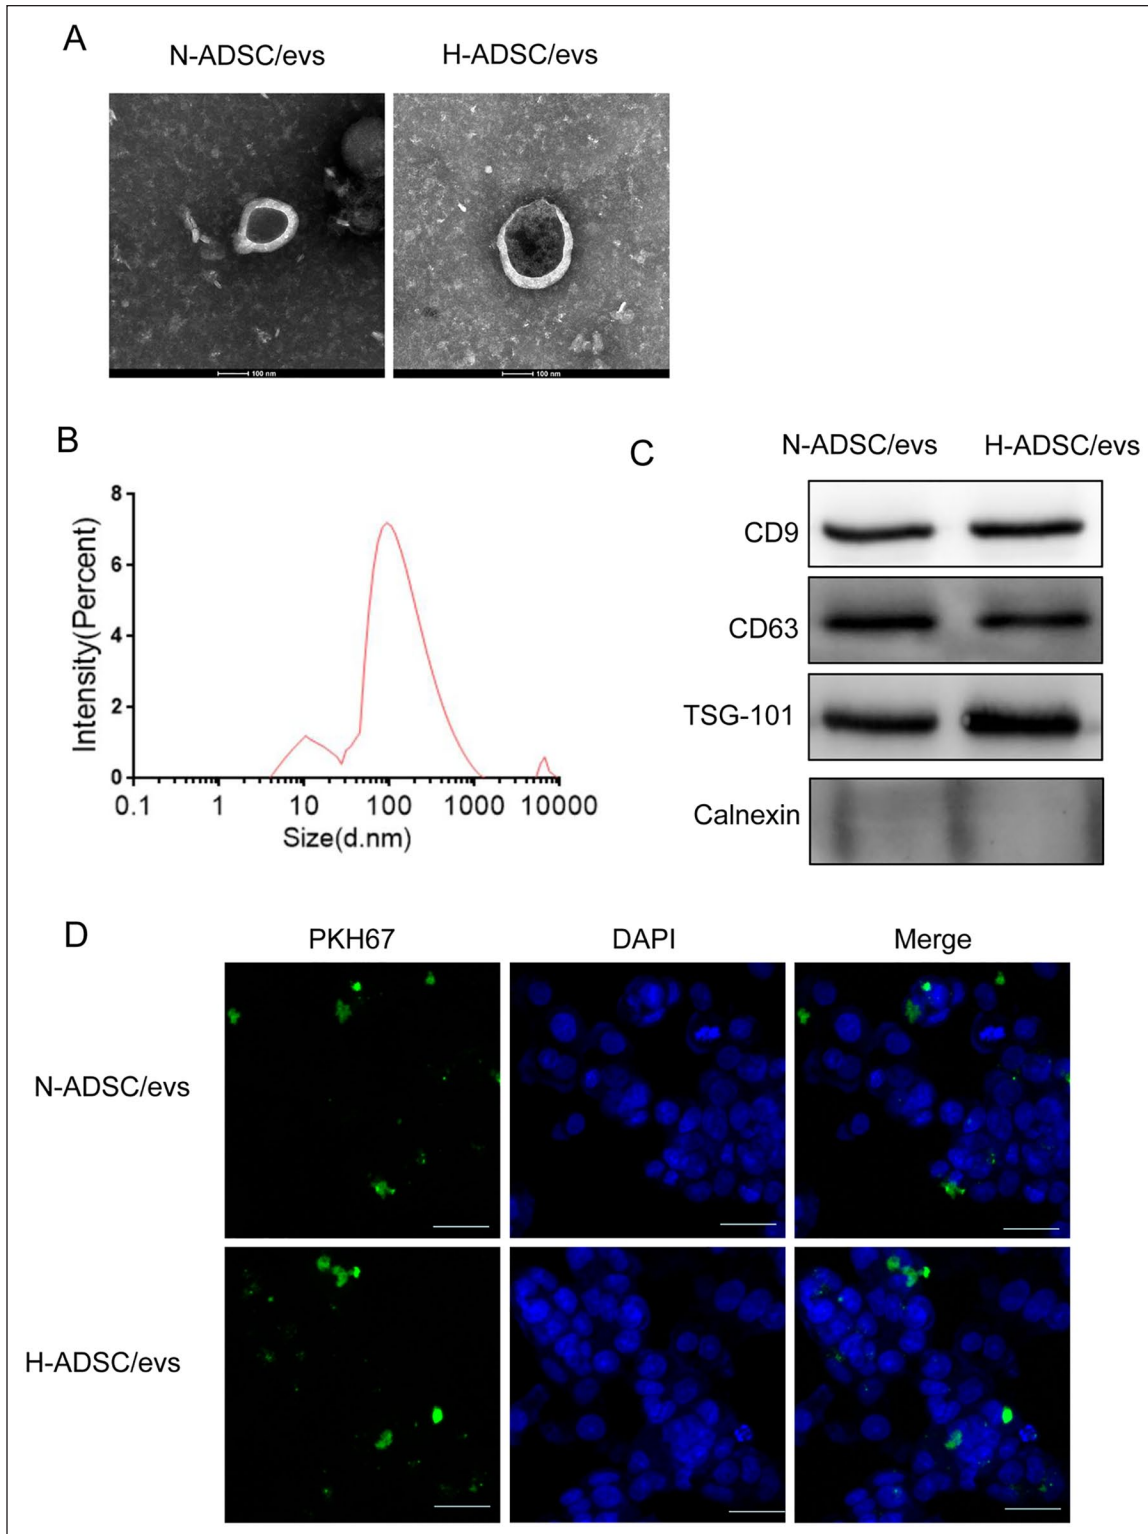 A
N-ADSC/evs H-ADSC/evs
100 nm 100 nm
B
Intensity(Percent)
8
6
4
2
0
0.1 1 10 100 1000 10000
Size(d.nm)
C
N-ADSC/evs H-ADSC/evs
CD9
CD63
TSG-101
Calnexin
D
PKH67 DAPI Merge
N-ADSC/evs
H-ADSC/evs